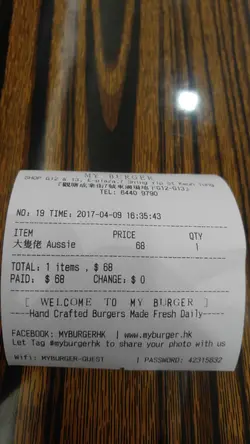 MY BURGER
TEL: 6440 9790
NO: 19 TIME: 2017-04-09 16:35:43
ITEM PRICE QTY
大隻佬 Aussie 68 1
TOTAL: 1 items , $ 68
PAID: $ 68 CHANGE: $ 0
[ WELCOME TO MY BURGER ]
----Hand Crafted Burgers Made Fresh Daily----
FACEBOOK: MYBURGERHK | www.myburger.hk
Let Tag #myburgerhk to share your photo with us
Wifi: MYBURGER-GUEST | PASSWORD: 42315632